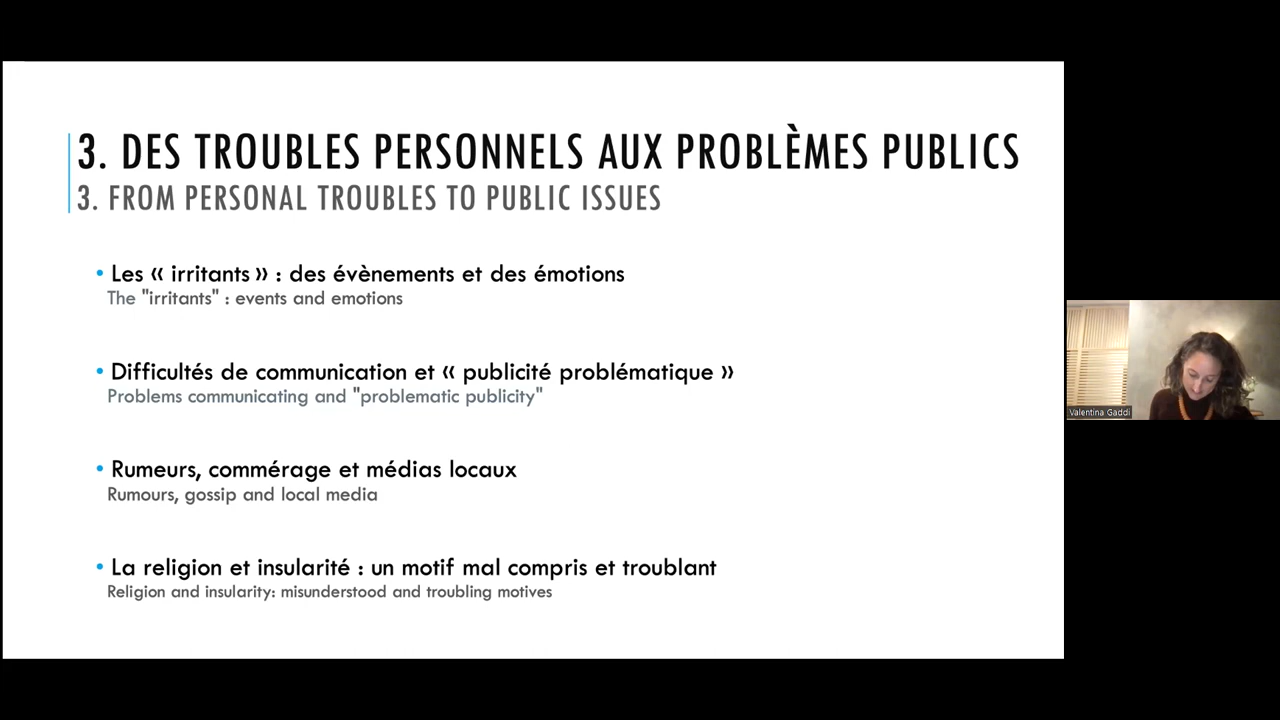 3. DES TROUBLES PERSONNELS AUX PROBLÈMES PUBLICS
3. FROM PERSONAL TROUBLES TO PUBLIC ISSUES
• Les « irritants » : des évènements et des émotions
The "irritants" : events and emotions
• Difficultés de communication et « publicité problématique »
Problems communicating and "problematic publicity"
• Rumeurs, commérage et médias locaux
Rumours, gossip and local media
• La religion et insularité : un motif mal compris et troublant
Religion and insularity: misunderstood and troubling motives
Valentina Gaddi